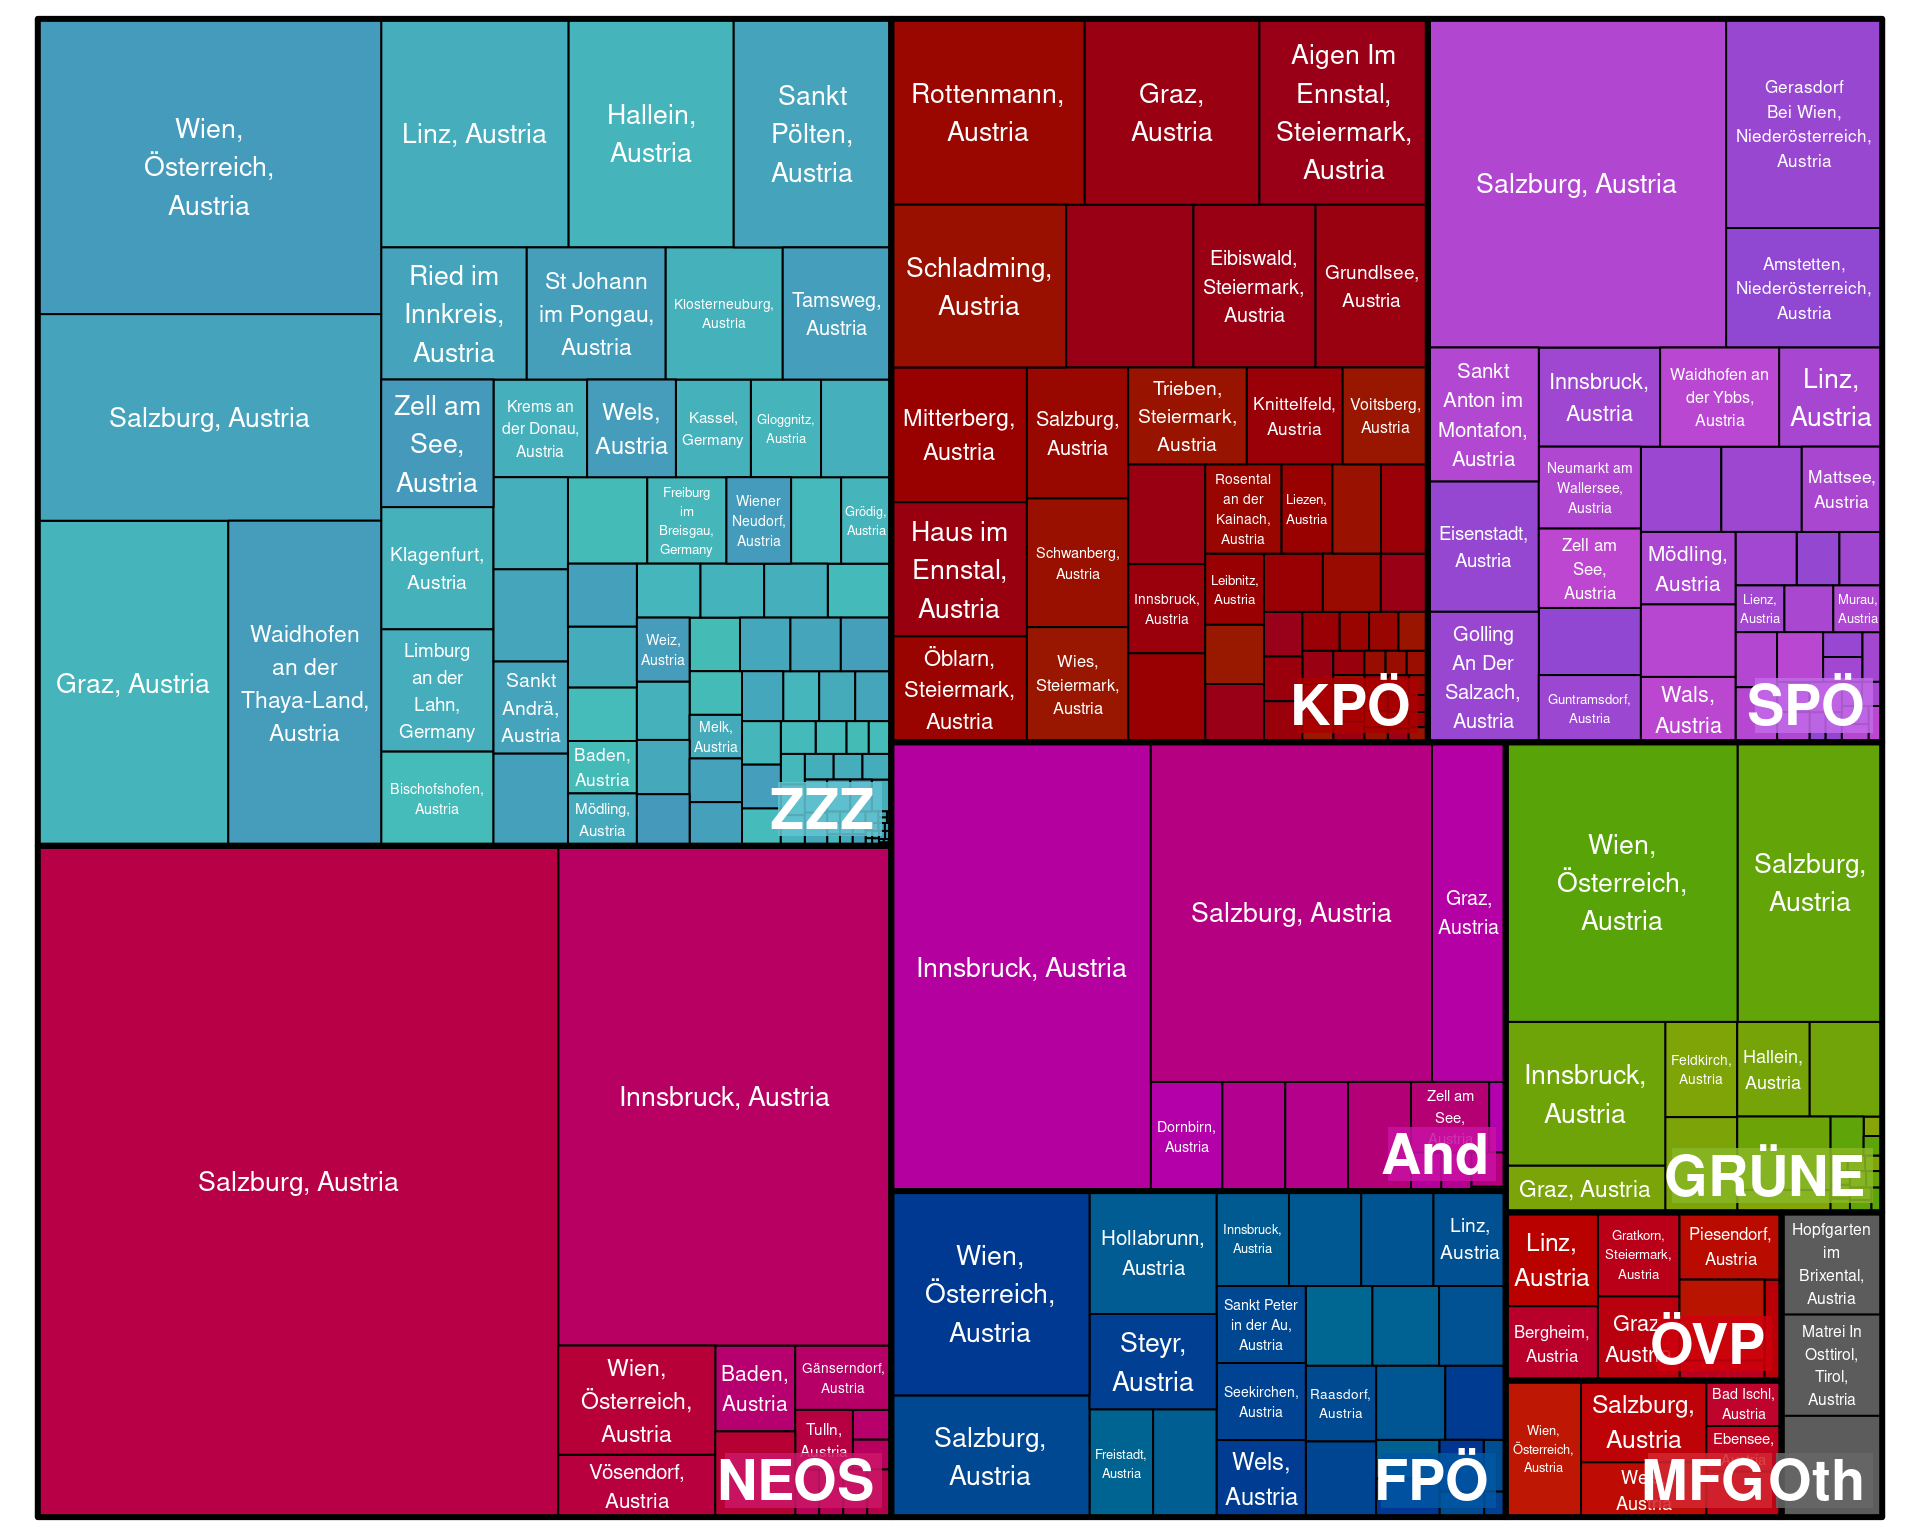 Wien,
Österreich,
Austria
Linz, Austria
Hallein,
Austria
Sankt
Pölten,
Austria
Salzburg, Austria
Ried im
Innkreis,
Austria
St Johann
im Pongau,
Austria
Klosterneuburg,
Austria
Tamsweg,
Austria
Zell am
See,
Austria
Krems an
der Donau,
Austria
Wels,
Austria
Kassel,
Germany
Gloggnitz,
Austria
Freiburg
im
Breisgau,
Germany
Wiener
Neudorf,
Austria
Grödig,
Austria
Graz, Austria
Waidhofen
an der
Thaya-Land,
Austria
Klagenfurt,
Austria
Limburg
an der
Lahn,
Germany
Bischofshofen,
Austria
Sankt
Andrä,
Austria
Weiz,
Austria
Melk,
Austria
Baden,
Austria
Mödling,
Austria
ZZZ
Rottenmann,
Austria
Graz,
Austria
Aigen Im
Ennstal,
Steiermark,
Austria
Schladming,
Austria
Eibiswald,
Steiermark,
Austria
Grundlsee,
Austria
Mitterberg,
Austria
Salzburg,
Austria
Trieben,
Steiermark,
Austria
Knittelfeld,
Austria
Voitsberg,
Austria
Haus im
Ennstal,
Austria
Schwanberg,
Austria
Rosental
an der
Kainach,
Austria
Liezen,
Austria
Innsbruck,
Austria
Leibnitz,
Austria
Öblarn,
Steiermark,
Austria
Wies,
Steiermark,
Austria
KPÖ
Salzburg, Austria
Gerasdorf
Bei Wien,
Niederösterreich,
Austria
Amstetten,
Niederösterreich,
Austria
Sankt
Anton im
Montafon,
Austria
Innsbruck,
Austria
Waidhofen an
der Ybbs,
Austria
Linz,
Austria
Neumarkt am
Wallersee,
Austria
Mattsee,
Austria
Eisenstadt,
Austria
Zell am
See,
Austria
Mödling,
Austria
Lienz,
Austria
Murau,
Austria
Golling
An Der
Salzach,
Austria
Guntramsdorf,
Austria
Wals,
Austria
SPÖ
Salzburg, Austria
Innsbruck, Austria
Wien,
Österreich,
Austria
Baden,
Austria
Gänserndorf,
Austria
Tulln,
Austria
Vösendorf,
Austria
NEOS
Innsbruck, Austria
Salzburg, Austria
Graz,
Austria
Dornbirn,
Austria
Zell am
See,
Austria
And
Wien,
Österreich,
Austria
Salzburg,
Austria
Innsbruck,
Austria
Feldkirch,
Austria
Hallein,
Austria
Graz, Austria
GRÜNE
Wien,
Österreich,
Austria
Hollabrunn,
Austria
Innsbruck,
Austria
Linz,
Austria
Steyr,
Austria
Sankt Peter
in der Au,
Austria
Salzburg,
Austria
Seekirchen,
Austria
Raasdorf,
Austria
Freistadt,
Austria
Wels,
Austria
FPÖ
Linz,
Austria
Gratkorn,
Steiermark,
Austria
Piesendorf,
Austria
Bergheim,
Austria
Graz,
Austria
ÖVP
Wien,
Österreich,
Austria
Salzburg,
Austria
Bad Ischl,
Austria
Ebensee,
Austria
MFG
Hopfgarten
im
Brixental,
Austria
Matrei In
Osttirol,
Tirol,
Austria
Oth